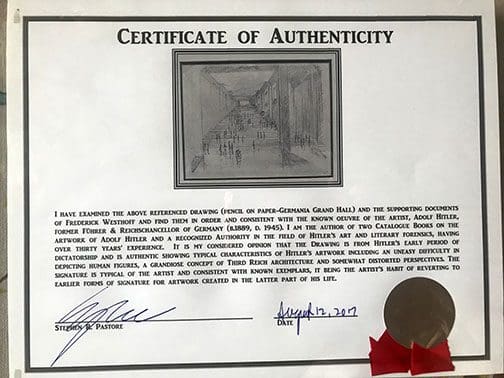 CERTIFICATE OF AUTHENTICITY
I HAVE EXAMINED THE ABOVE REFERENCED DRAWING (PENCIL ON PAPER-GERMANIA GRAND HALL) AND THE SUPPORTING DOCUMENTS
OF FREDERICK WESTHOFF AND FIND THEM IN ORDER AND CONSISTENT WITH THE KNOWN OEUVRE OF THE ARTIST, ADOLF HITLER,
FORMER FÜHRER & REICHSCHANCELLOR OF GERMANY (B.1889, D. 1945). I AM THE AUTHOR OF TWO CATALOGUE BOOKS ON THE
ARTWORK OF ADOLF HITLER AND A RECOGNIZED AUTHORITY IN THE FIELD OF HITLER'S ART AND LITERARY FORENSICS, HAVING
OVER THIRTY YEARS' EXPERIENCE. IT IS MY CONSIDERED OPINION THAT THE DRAWING IS FROM HITLER'S EARLY PERIOD OF
DICTATORSHIP AND IS AUTHENTIC SHOWING TYPICAL CHARACTERISTICS OF HITLER'S ARTWORK INCLUDING AN UNEASY DIFFICULTY IN
DEPICTING HUMAN FIGURES, A GRANDIOSE CONCEPT OF THIRD REICH ARCHITECTURE AND SOMEWHAT DISTORTED PERSPECTIVES. THE
SIGNATURE IS TYPICAL OF THE ARTIST AND CONSISTENT WITH KNOWN EXEMPLARS, IT BEING THE ARTIST'S HABIT OF REVERTING TO
EARLIER FORMS OF SIGNATURE FOR ARTWORK CREATED IN THE LATTER PART OF HIS LIFE.
August 12, 2017
STEPHEN R. PASTORE DATE